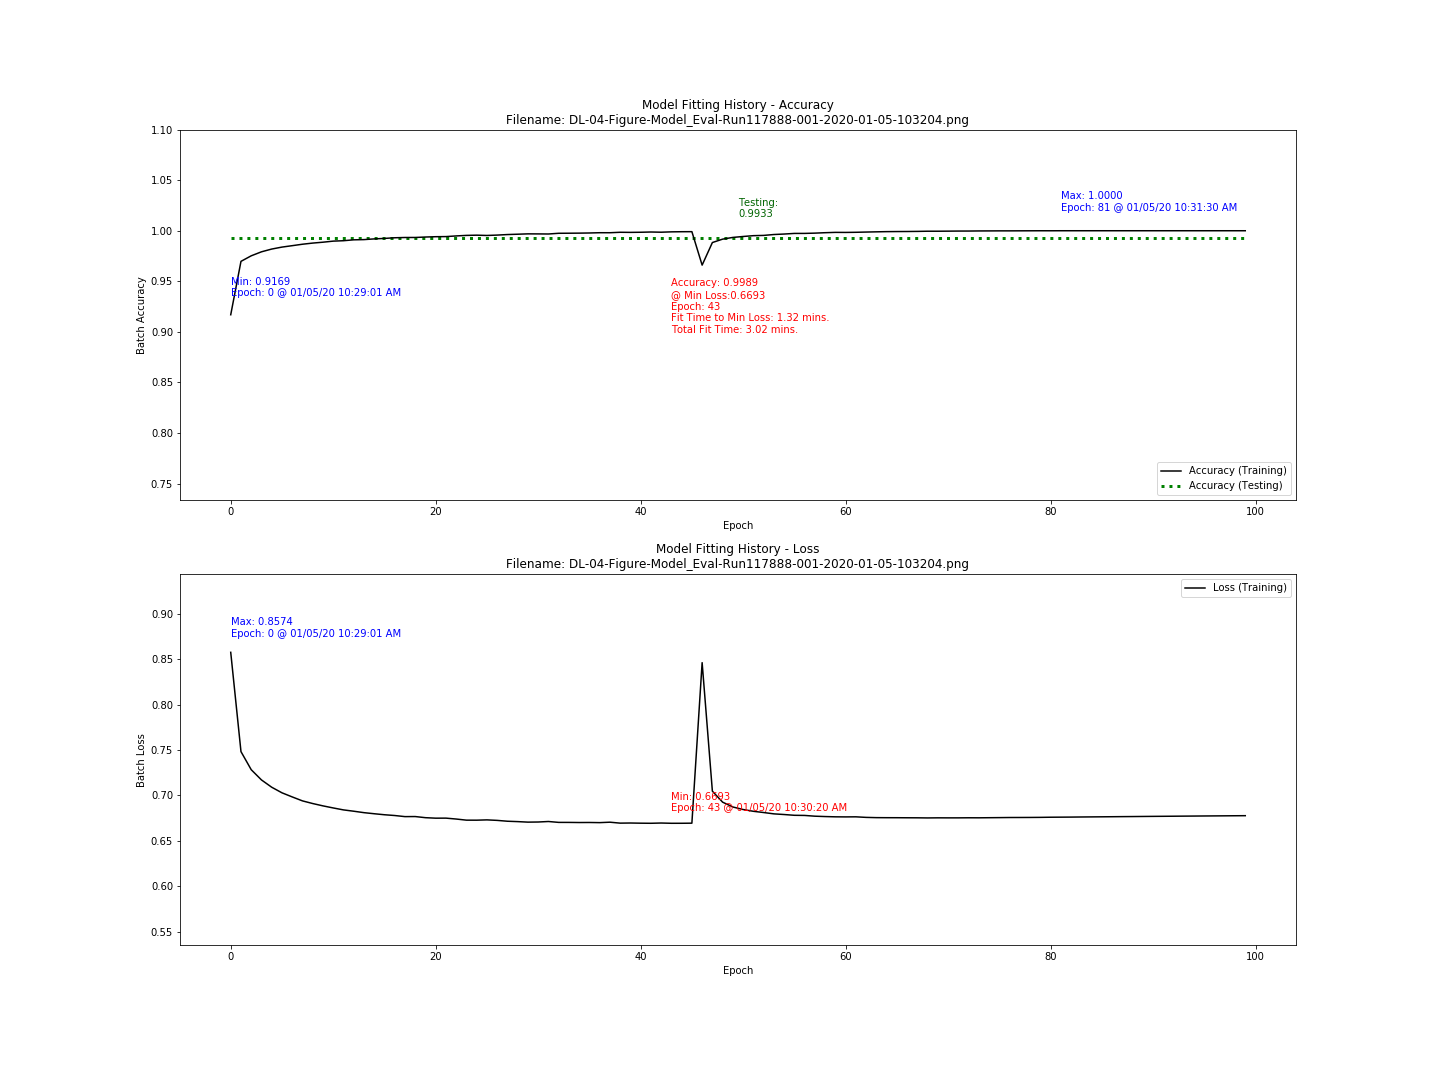 Model Fitting History - Accuracy
Filename: DL-04-Figure-Model_Eval-Run117888-001-2020-01-05-103204.png
1.10
1.05
1.00
0.95
0.90
0.85
0.80
0.75
Batch Accuracy
Max: 1.0000
Epoch: 81 @ 01/05/20 10:31:30 AM
Testing:
0.9933
Min: 0.9169
Epoch: 0 @ 01/05/20 10:29:01 AM
Accuracy: 0.9989
@ Min Loss:0.6693
Epoch: 43
Fit Time to Min Loss: 1.32 mins.
Total Fit Time: 3.02 mins.
Accuracy (Training)
Accuracy (Testing)
0 20 40 60 80 100
Epoch
Model Fitting History - Loss
Filename: DL-04-Figure-Model_Eval-Run117888-001-2020-01-05-103204.png
Loss (Training)
0.90
0.85
0.80
0.75
0.70
0.65
0.60
0.55
Batch Loss
Max: 0.8574
Epoch: 0 @ 01/05/20 10:29:01 AM
Min: 0.6693
Epoch: 43 @ 01/05/20 10:30:20 AM
0 20 40 60 80 100
Epoch